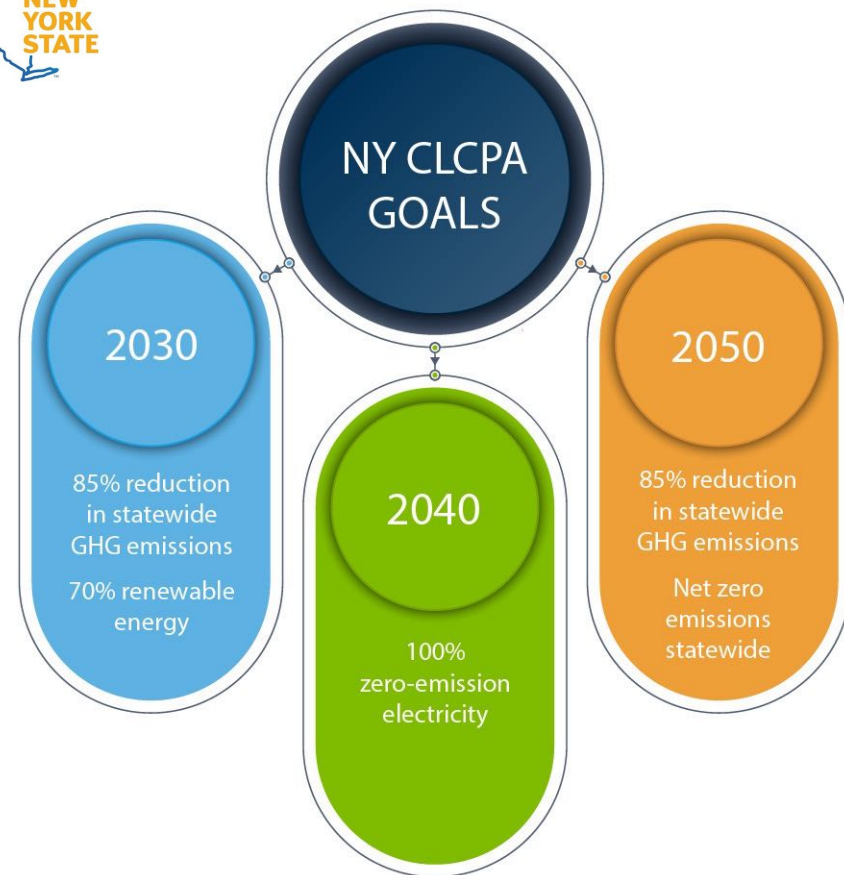 NEW
YORK
STATE
NY CLCPA
GOALS
2030
85% reduction
in statewide
GHG emissions
70% renewable
energy
2040
100%
zero-emission
electricity
2050
85% reduction
in statewide
GHG emissions
Net zero
emissions
statewide